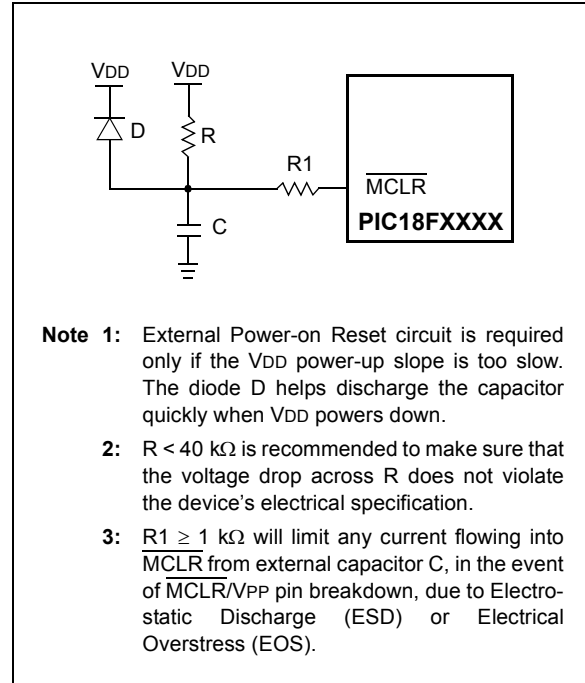 VDD VDD
D
R
R1
C
MCLR
PIC18FXXXX
Note 1: External Power-on Reset circuit is required
only if the VDD power-up slope is too slow.
The diode D helps discharge the capacitor
quickly when VDD powers down.
2: R < 40 kΩ is recommended to make sure that
the voltage drop across R does not violate
the device's electrical specification.
3: R1 ≥ 1 kΩ will limit any current flowing into
MCLR from external capacitor C, in the event
of MCLR/VPP pin breakdown, due to Electro-
static Discharge (ESD) or Electrical
Overstress (EOS).